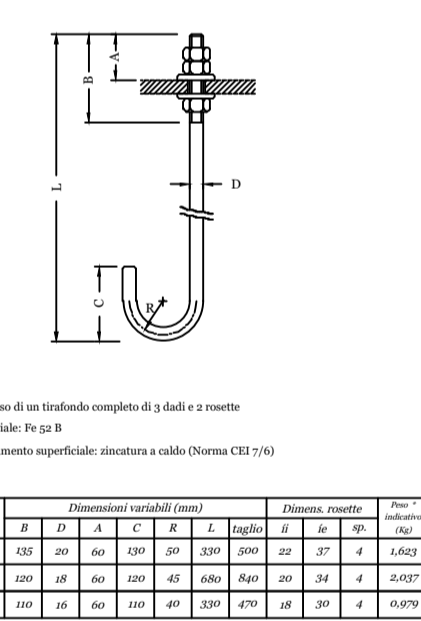 A
B
L
D
C
R
so di un tirafondo completo di 3 dadi e 2 rosette
iale: Fe 52 B
mento superficiale: zincatura a caldo (Norma CEI 7/6)
Dimensioni variabili (mm) Dimens. rosette Peso * indicativo (Kg)
B D A C R L taglio íi íe sp.
135 20 60 130 50 330 500 22 37 4 1,623
120 18 60 120 45 680 840 20 34 4 2,037
110 16 60 110 40 330 470 18 30 4 0,979